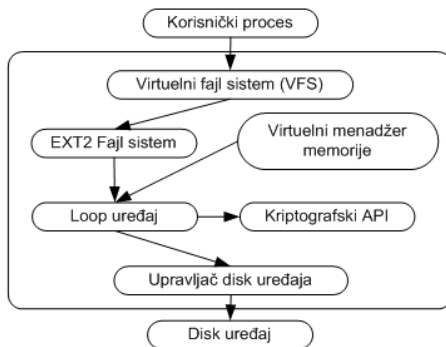 Korisnički proces
Virtuelni fajl sistem (VFS)
EXT2 Fajl sistem
Virtuelni menadžer
memorije
Loop uređaj
Kriptografski API
Upravljač disk uređaja
Disk uređaj